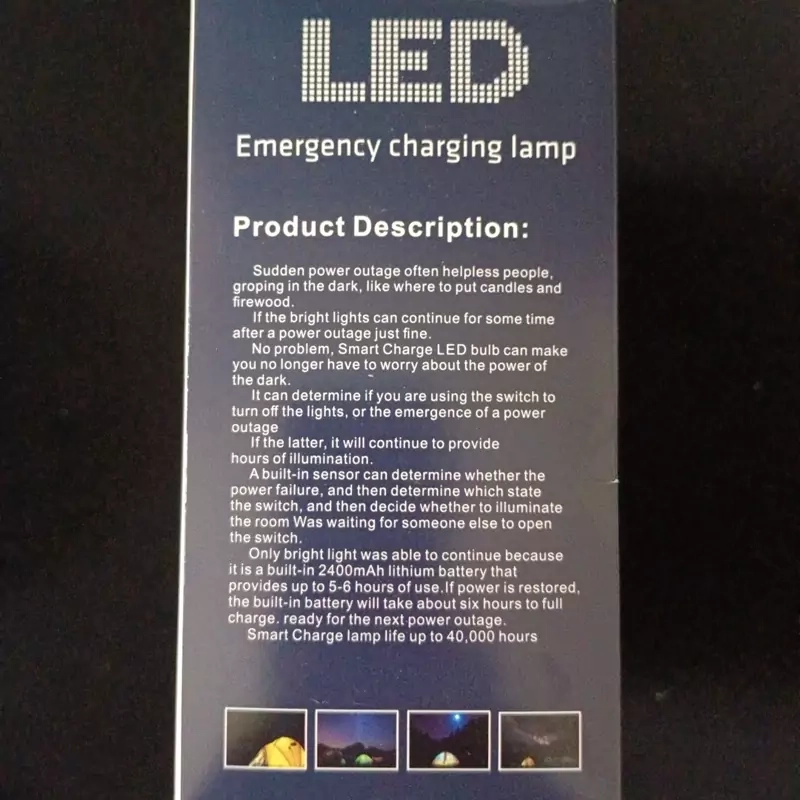 LED
Emergency charging lamp
Product Description:
Sudden power outage often helpless people,
groping in the dark, like where to put candles and
firewood.
If the bright lights can continue for some time
after a power outage just fine.
No problem, Smart Charge LED bulb can make
you no longer have to worry about the power of
the dark.
It can determine if you are using the switch to
turn off the lights, or the emergence of a power
outage
If the latter, it will continue to provide
hours of illumination.
A built-in sensor can determine whether the
power failure, and then determine which state
the switch, and then decide whether to illuminate
the room Was waiting for someone else to open
the switch.
Only bright light was able to continue because
it is a built-in 2400mAh lithium battery that
provides up to 5-6 hours of use.If power is restored,
the built-in battery will take about six hours to full
charge. ready for the next power outage.
Smart Charge lamp life up to 40,000 hours